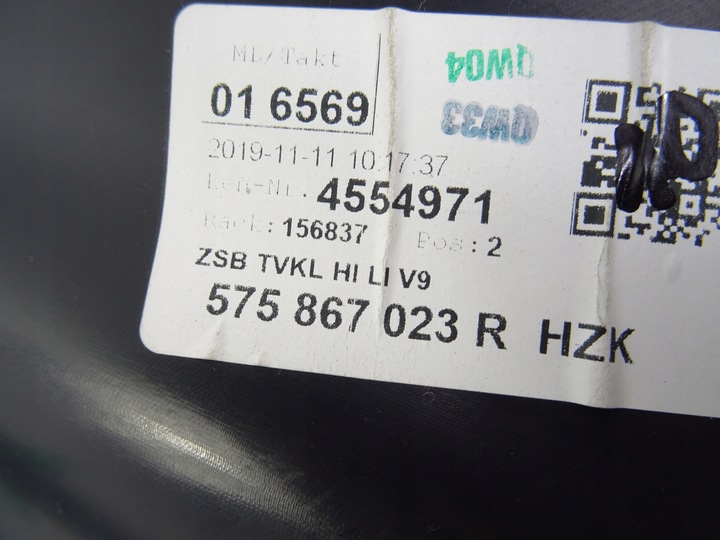 ML/Takt
QW04
01 6569
QW33
2019-11-11 10:17:37
Ken-Nr. 4554971
Rack: 156837 Pos: 2
ZSB TVKL HI LI V9
575 867 023 R HZK